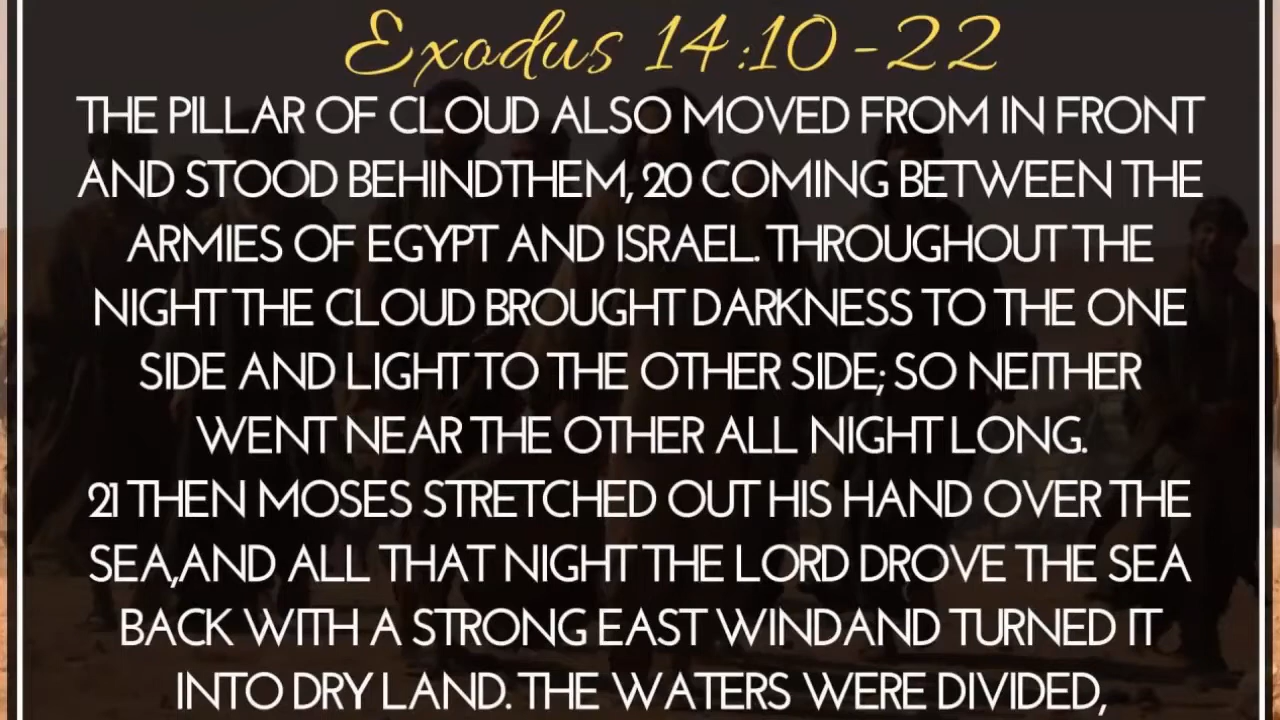 Exodus 14:10-22
THE PILLAR OF CLOUD ALSO MOVED FROM IN FRONT
AND STOOD BEHINDTHEM, 20 COMING BETWEEN THE
ARMIES OF EGYPT AND ISRAEL. THROUGHOUT THE
NIGHT THE CLOUD BROUGHT DARKNESS TO THE ONE
SIDE AND LIGHT TO THE OTHER SIDE; SO NEITHER
WENT NEAR THE OTHER ALL NIGHT LONG.
21 THEN MOSES STRETCHED OUT HIS HAND OVER THE
SEA,AND ALL THAT NIGHT THE LORD DROVE THE SEA
BACK WITH A STRONG EAST WINDAND TURNED IT
INTO DRY LAND. THE WATERS WERE DIVIDED,